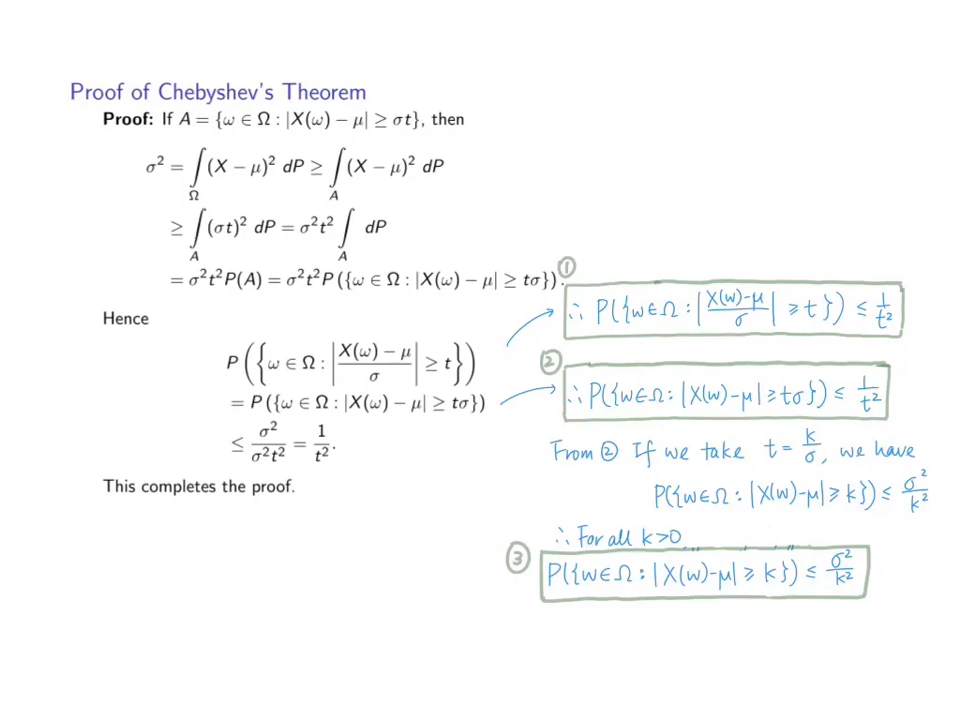 Proof of Chebyshev's Theorem
Proof: If A = {ω ∈ Ω : |X(ω) − μ| ≥ σt}, then
σ² = ∫_Ω (X − μ)² dP ≥ ∫_A (X − μ)² dP
≥ ∫_A (σt)² dP = σ²t² ∫_A dP
= σ²t²P(A) = σ²t²P ({ω ∈ Ω : |X(ω) − μ| ≥ tσ}).
Hence
P ({ω ∈ Ω : |(X(ω) − μ)/σ| ≥ t})
= P ({ω ∈ Ω : |X(ω) − μ| ≥ tσ})
≤ σ²/(σ²t²) = 1/t².
This completes the proof.
①
∴ P({ω∈Ω : |(X(ω)-μ)/σ| ≥ t}) ≤ 1/t²
②
∴ P({ω∈Ω : |X(ω)-μ| ≥ tσ}) ≤ 1/t²
From ② If we take t = k/σ, we have
P({ω∈Ω : |X(ω)-μ| ≥ k}) ≤ σ²/k²
∴ For all k>0
③
P({ω∈Ω : |X(ω)-μ| ≥ k}) ≤ σ²/k²